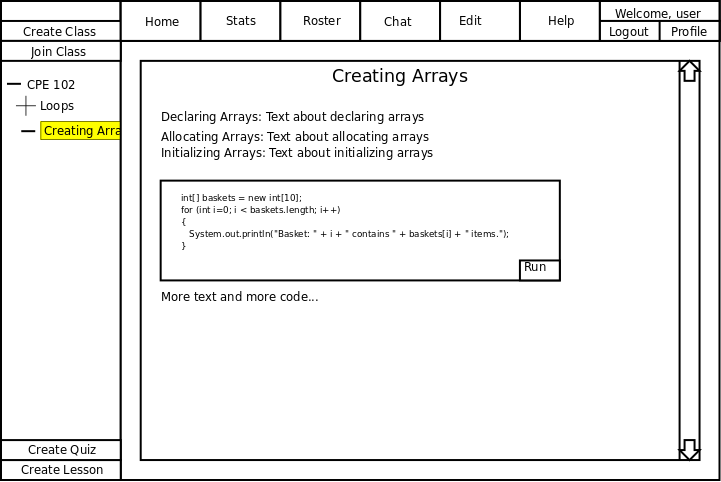 Home
Stats
Roster
Chat
Edit
Help
Welcome, user
Logout
Profile
Create Class
Join Class
CPE 102
Loops
Creating Arra
Creating Arrays
Declaring Arrays: Text about declaring arrays
Allocating Arrays: Text about allocating arrays
Initializing Arrays: Text about initializing arrays
int[] baskets = new int[10];
for (int i=0; i < baskets.length; i++)
{
System.out.println("Basket: " + i + " contains " + baskets[i] + " items.");
}
Run
More text and more code...
Create Quiz
Create Lesson